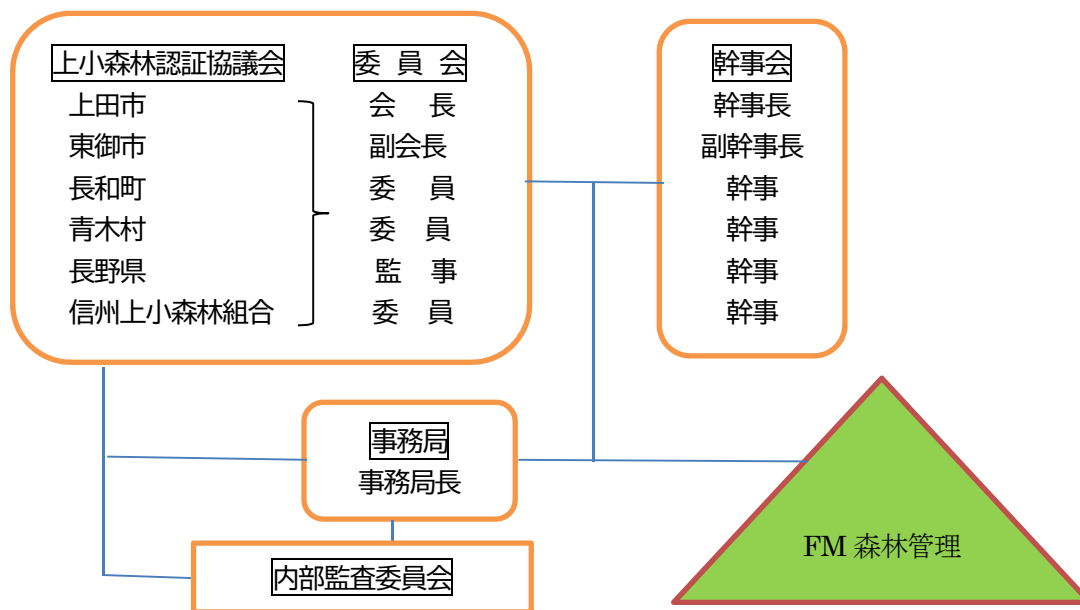 上小森林認証協議会
上田市
東御市
長和町
青木村
長野県
信州上小森林組合
委 員 会
会 長
副会長
委 員
委 員
監 事
委 員
幹事会
幹事長
副幹事長
幹事
幹事
幹事
幹事
事務局
事務局長
内部監査委員会
FM 森林管理